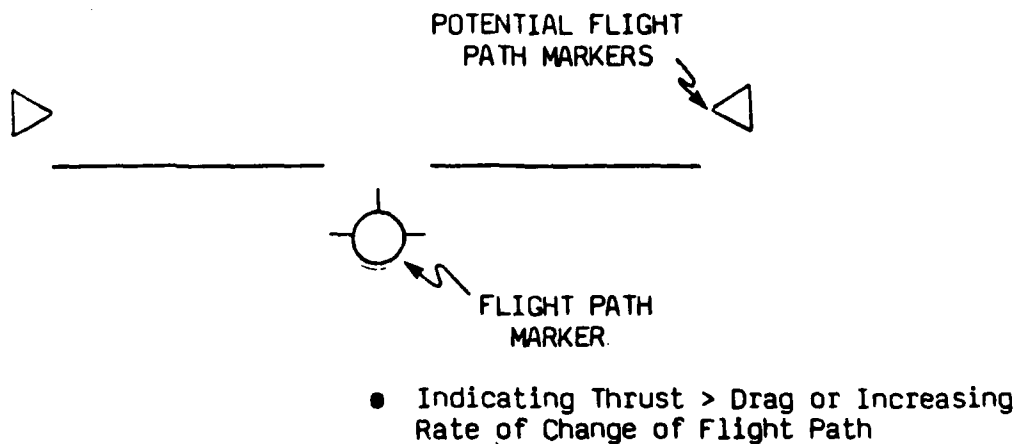 POTENTIAL FLIGHT
PATH MARKERS
FLIGHT PATH
MARKER
● Indicating Thrust > Drag or Increasing
Rate of Change of Flight Path